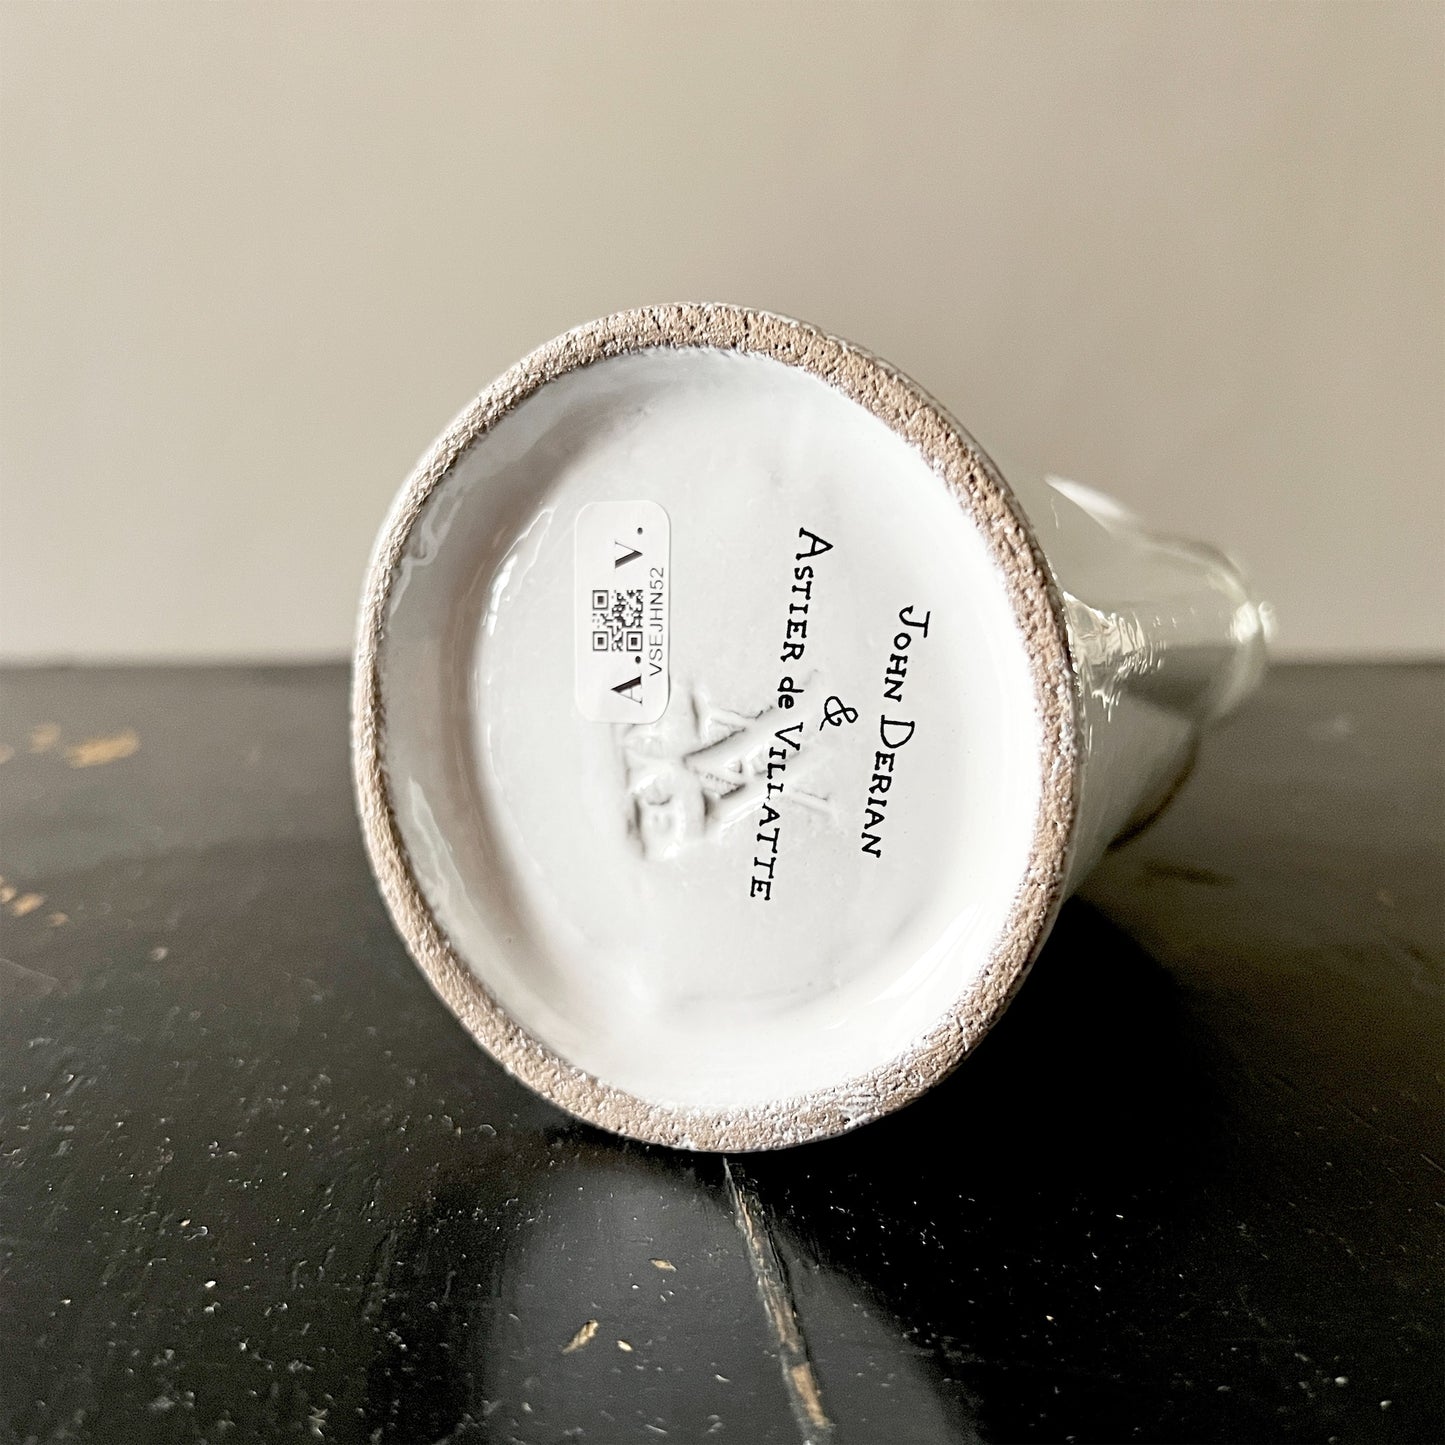 JOHN DERIAN
&
ASTIER de VILLATTE
A. V.
VSEJHN52